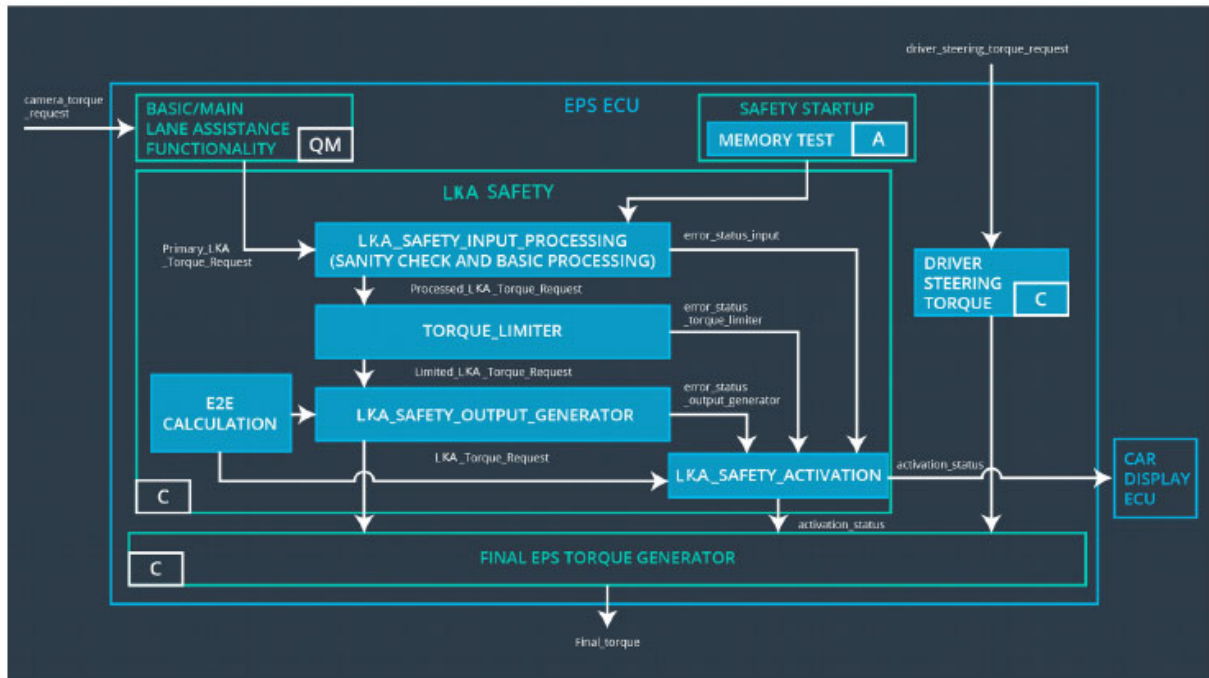 driver_steering_torque_request
camera_torque
_request
BASIC/MAIN
LANE ASSISTANCE
FUNCTIONALITY
QM
EPS ECU
SAFETY STARTUP
MEMORY TEST
A
LKA SAFETY
Primary_LKA
_Torque_Request
LKA_SAFETY_INPUT_PROCESSING
(SANITY CHECK AND BASIC PROCESSING)
error_status_input
DRIVER
STEERING
TORQUE
C
Processed_LKA_Torque_Request
TORQUE_LIMITER
error_status
_torque_limiter
Limited_LKA_Torque_Request
E2E
CALCULATION
LKA_SAFETY_OUTPUT_GENERATOR
error_status
_output_generator
LKA_Torque_Request
LKA_SAFETY_ACTIVATION
activation_status
CAR
DISPLAY
ECU
C
activation_status
C
FINAL EPS TORQUE GENERATOR
Final_torque